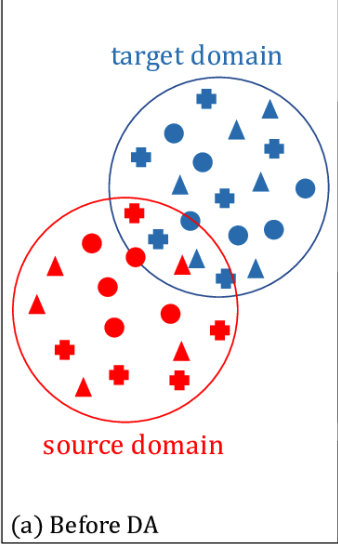 target domain
source domain
(a) Before DA